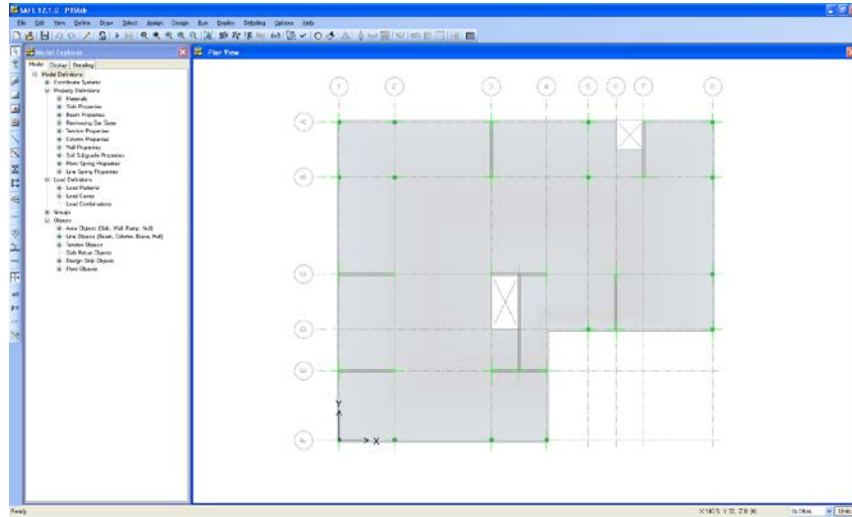 SAFE 12.1.0 - PTSlab
File Edit View Define Draw Select Assign Design Run Display Detailing Options Help
Model Explorer
Plan View
Model Display Detailing
Model Definitions
Coordinate Systems
Property Definitions
Materials
Slab Properties
Beam Properties
Reinforcing Bar Sizes
Tendon Properties
Column Properties
Wall Properties
Soil Subgrade Properties
Point Spring Properties
Line Spring Properties
Load Definitions
Load Patterns
Load Cases
Load Combinations
Groups
Objects
Area Objects (Slab, Wall, Ramp, Null)
Line Objects (Beam, Column, Brace, Null)
Tendon Objects
Slab Rebar Objects
Design Strip Objects
Point Objects
1 2 3 4 5 6 7 8
A
B
C
D
E
F
Y
X
Ready